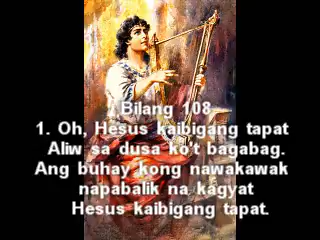 Bilang 108
1. Oh, Hesus kaibigang tapat
Aliw sa dusa ko't bagabag.
Ang buhay kong nawakawak
napabalik na kagyat
Hesus kaibigang tapat.